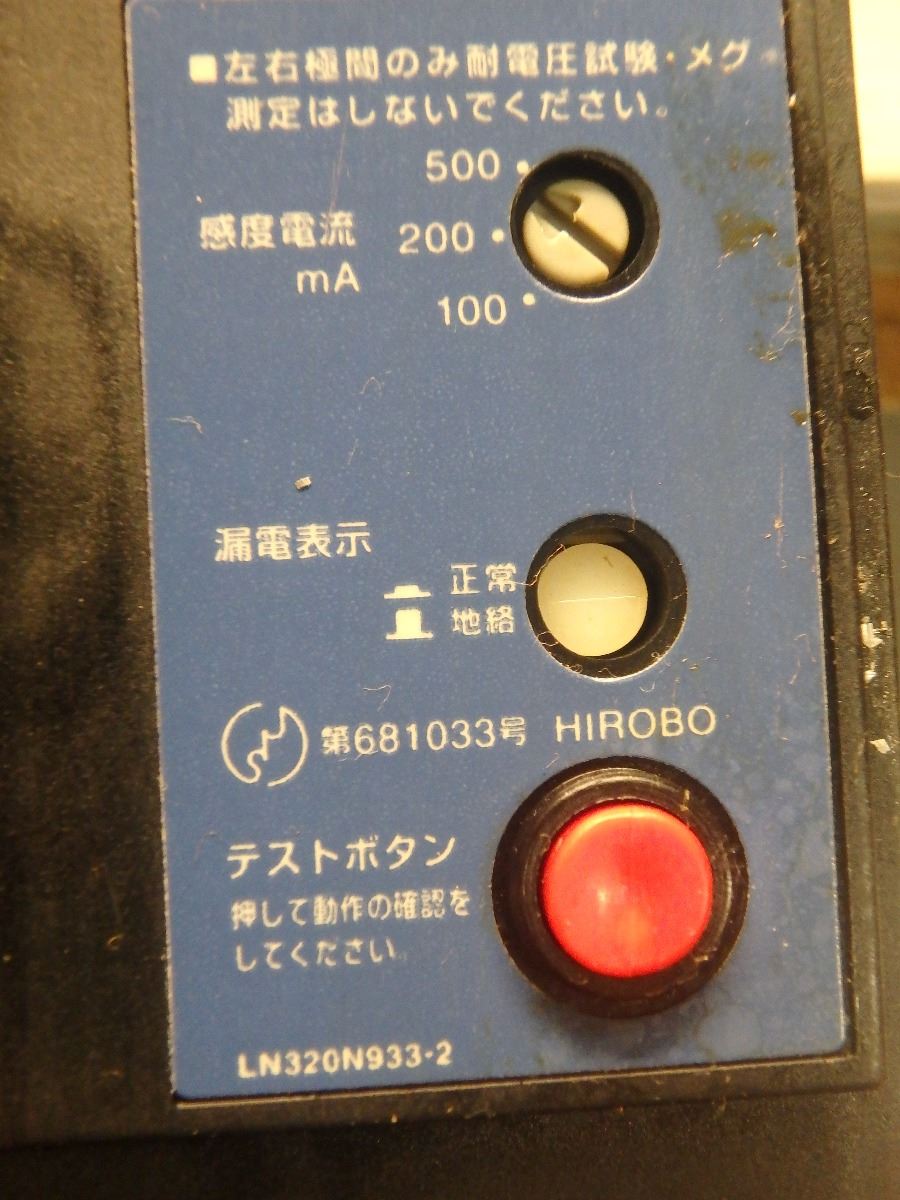 ■左右極間のみ耐電圧試験・メグ
測定はしないでください。
500
感度電流 200
mA
100
漏電表示
正常
地絡
第681033号 HIROBO
テストボタン
押して動作の確認を
してください
LN320N933-2